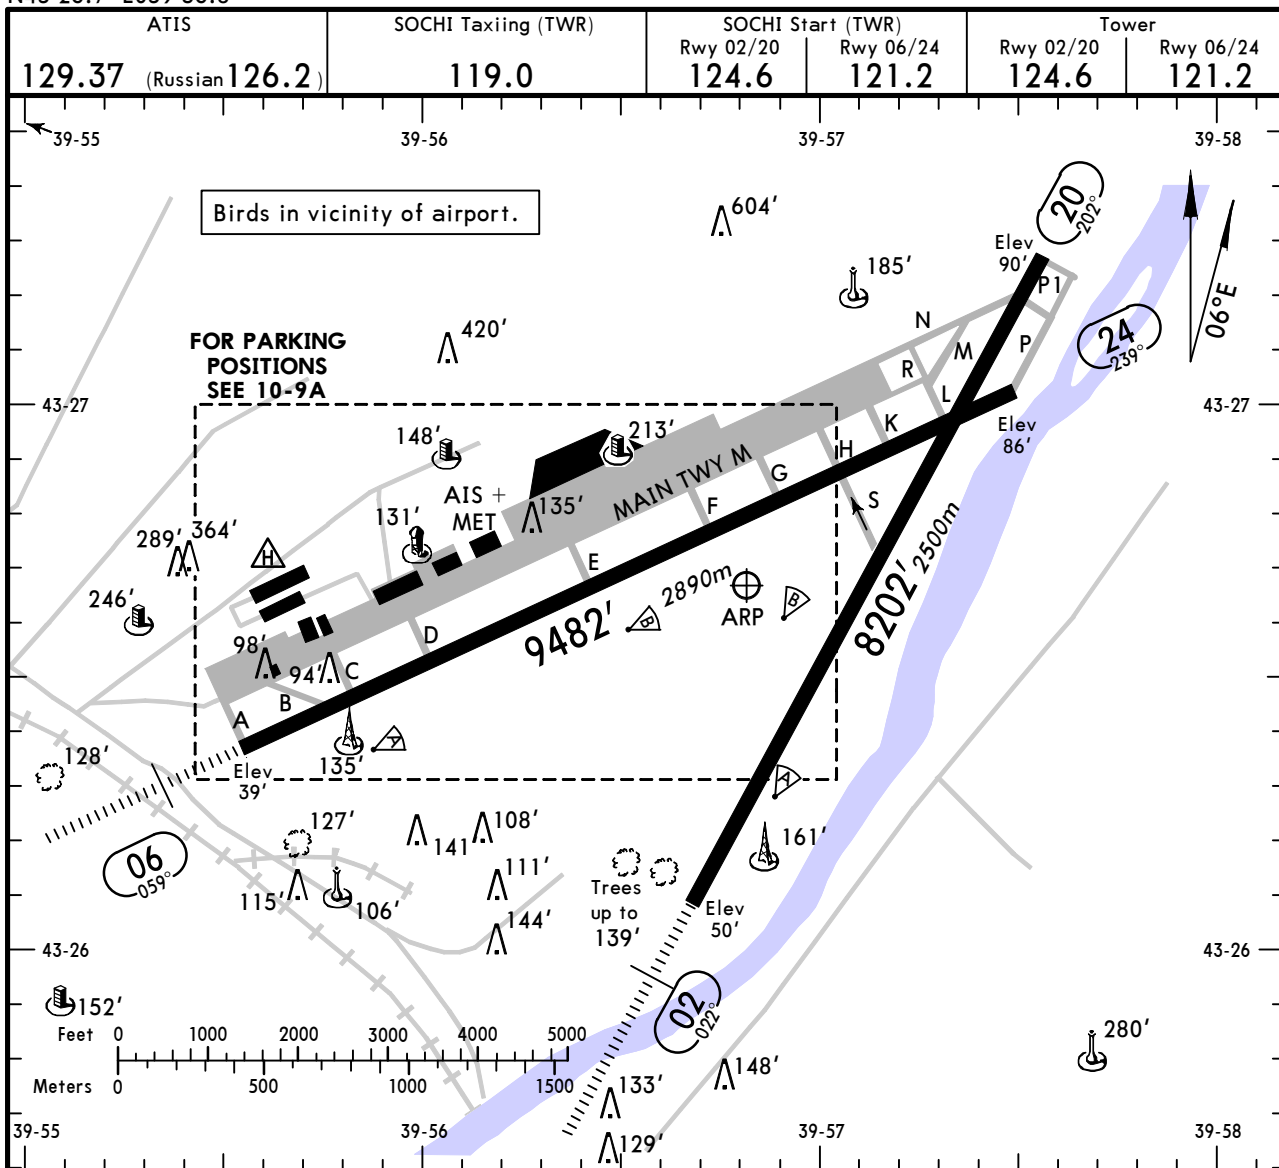 ATIS
129.37 (Russian 126.2)
SOCHI Taxiing (TWR)
119.0
SOCHI Start (TWR)
Rwy 02/20
124.6
Rwy 06/24
121.2
Tower
Rwy 02/20
124.6
Rwy 06/24
121.2
39-55
39-56
39-57
39-58
Birds in vicinity of airport.
604'
20
202°
Elev
90'
185'
P1
06°E
N
24
239°
420'
FOR PARKING
POSITIONS
SEE 10-9A
M
P
R
L
43-27
43-27
K
Elev
86'
148'
213'
H
MAIN TWY M
G
AIS +
MET
135'
F
S
131'
289'
364'
H
E
2890m
2500m
ARP
B
B
246'
9482'
8202'
D
98'
94'
C
B
A
135'
A
Elev
39'
128'
A
127'
141
108'
161'
06
059°
111'
Trees
up to
139'
115'
106'
144'
Elev
50'
43-26
43-26
152'
02
022°
280'
Feet 0 1000 2000 3000 4000 5000
Meters 0 500 1000 1500
148'
133'
129'
39-55
39-56
39-57
39-58